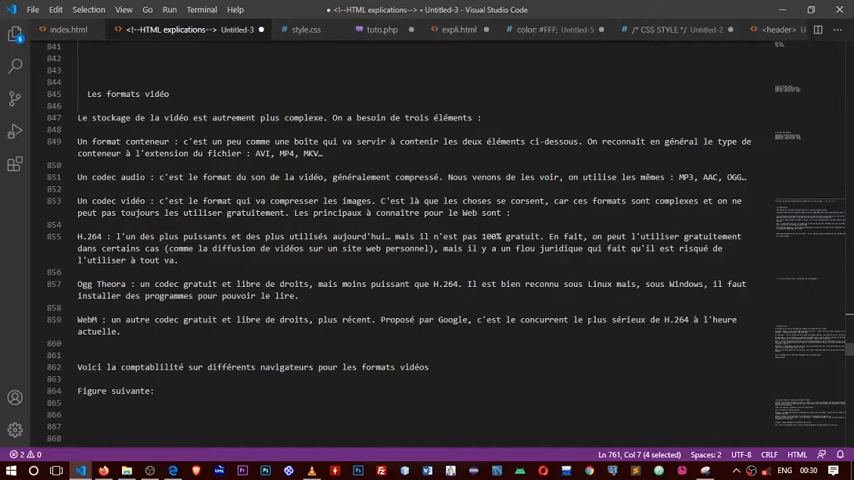 File Edit Selection View Go Run Terminal Help
● <!--HTML explications> • Untitled-3 - Visual Studio Code
index.html
<!--HTML explications> Untitled-3 ●
style.css
tuto.php
expli.html
color: #FFF; Untitled-5
/* CSS STYLE */ Untitled-2
<header>
841
842
843
844
845 Les formats vidéo
846
847 Le stockage de la vidéo est autrement plus complexe. On a besoin de trois éléments :
848
849 Un format conteneur : c'est un peu comme une boîte qui va servir à contenir les deux éléments ci-dessous. On reconnaît en général le type de
conteneur à l'extension du fichier : AVI, MP4, MKV…
850
851 Un codec audio : c'est le format du son de la vidéo, généralement compressé. Nous venons de les voir, on utilise les mêmes : MP3, AAC, OGG…
852
853 Un codec vidéo : c'est le format qui va compresser les images. C'est là que les choses se corsent, car ces formats sont complexes et on ne
peut pas toujours les utiliser gratuitement. Les principaux à connaître pour le Web sont :
854
855 H.264 : l'un des plus puissants et des plus utilisés aujourd'hui… mais il n'est pas 100% gratuit. En fait, on peut l'utiliser gratuitement
dans certains cas (comme la diffusion de vidéos sur un site web personnel), mais il y a un flou juridique qui fait qu'il est risqué de
l'utiliser à tout va.
856
857 Ogg Theora : un codec gratuit et libre de droits, mais moins puissant que H.264. Il est bien reconnu sous Linux mais, sous Windows, il faut
installer des programmes pour pouvoir le lire.
858
859 WebM : un autre codec gratuit et libre de droits, plus récent. Proposé par Google, c'est le concurrent le plus sérieux de H.264 à l'heure
actuelle.
860
861
862 Voici la comptablilité sur différents navigateurs pour les formats vidéos
863
864 Figure suivante:
865
866
867
868
2 0
Ln 761, Col 7 (4 selected) Spaces: 2 UTF-8 CRLF HTML
ENG 00:30